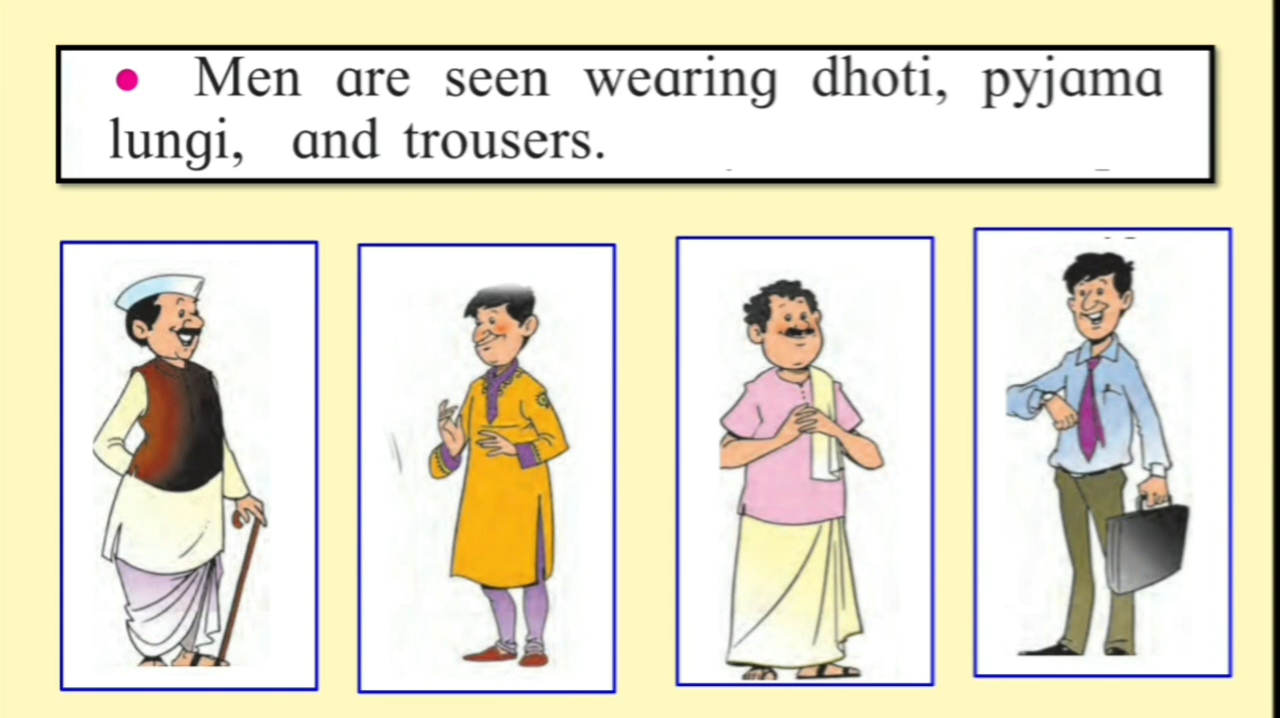 ● Men are seen wearing dhoti, pyjama
lungi, and trousers.